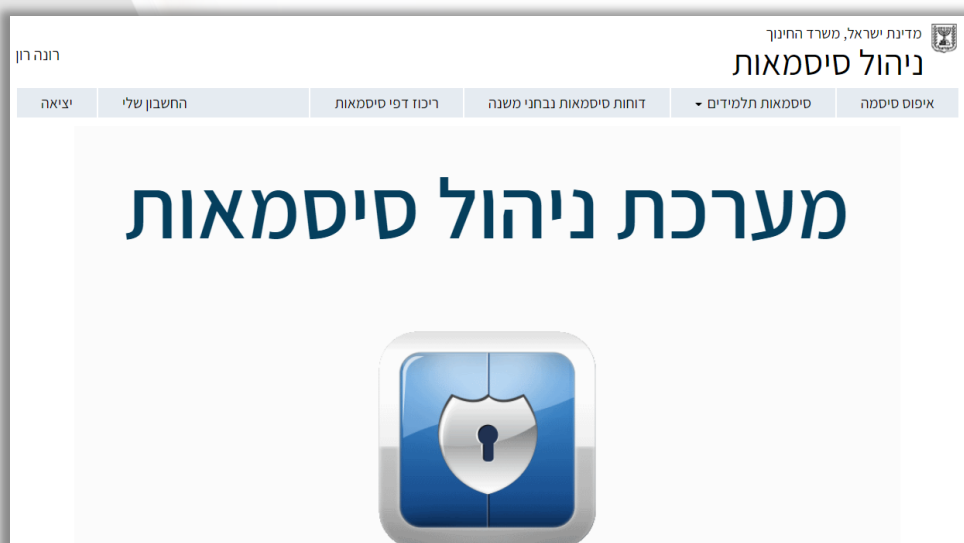 מדינת ישראל, משרד החינוך
ניהול סיסמאות
רונה רון
איפוס סיסמה
סיסמאות תלמידים
דוחות סיסמאות נבחני משנה
ריכוז דפי סיסמאות
החשבון שלי
יציאה
מערכת ניהול סיסמאות